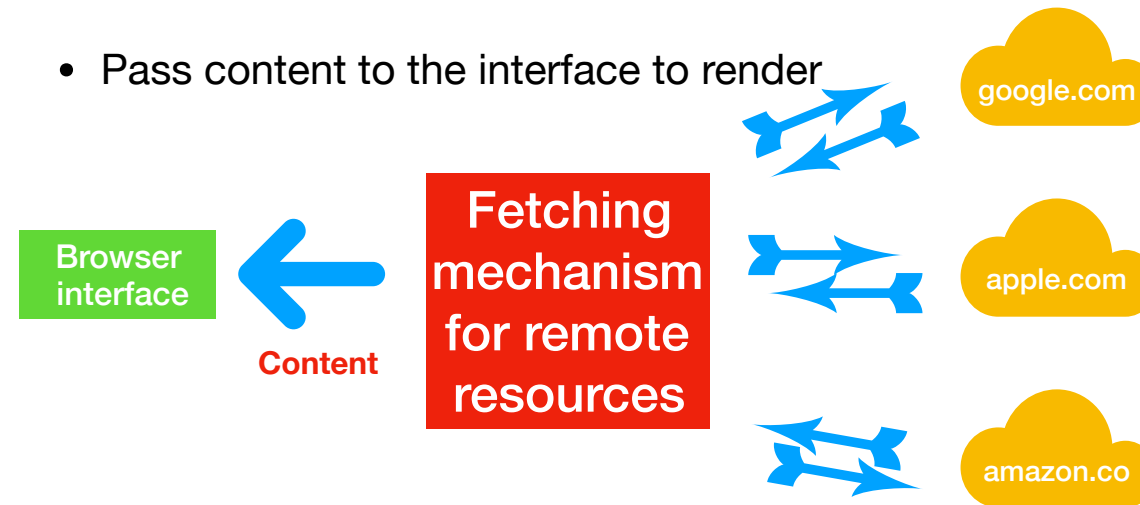 • Pass content to the interface to render
google.com
Fetching
mechanism
for remote
resources
Browser
interface
Content
apple.com
amazon.co